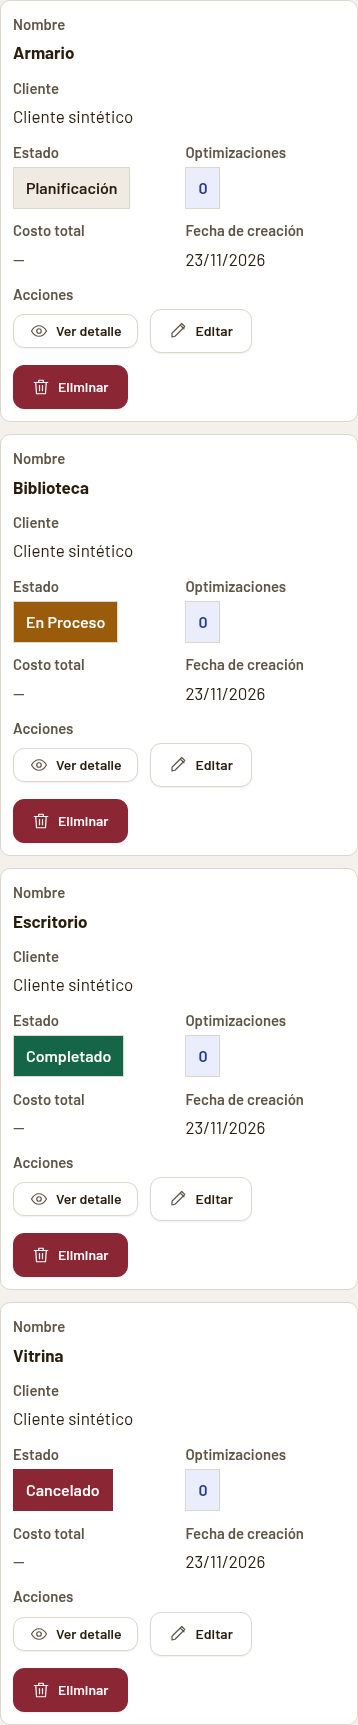 Nombre
Armario
Cliente
Cliente sintético
Estado Optimizaciones
Planificación 0
Costo total Fecha de creación
— 23/11/2026
Acciones
Ver detalle Editar
Eliminar
Nombre
Biblioteca
Cliente
Cliente sintético
Estado Optimizaciones
En Proceso 0
Costo total Fecha de creación
— 23/11/2026
Acciones
Ver detalle Editar
Eliminar
Nombre
Escritorio
Cliente
Cliente sintético
Estado Optimizaciones
Completado 0
Costo total Fecha de creación
— 23/11/2026
Acciones
Ver detalle Editar
Eliminar
Nombre
Vitrina
Cliente
Cliente sintético
Estado Optimizaciones
Cancelado 0
Costo total Fecha de creación
— 23/11/2026
Acciones
Ver detalle Editar
Eliminar